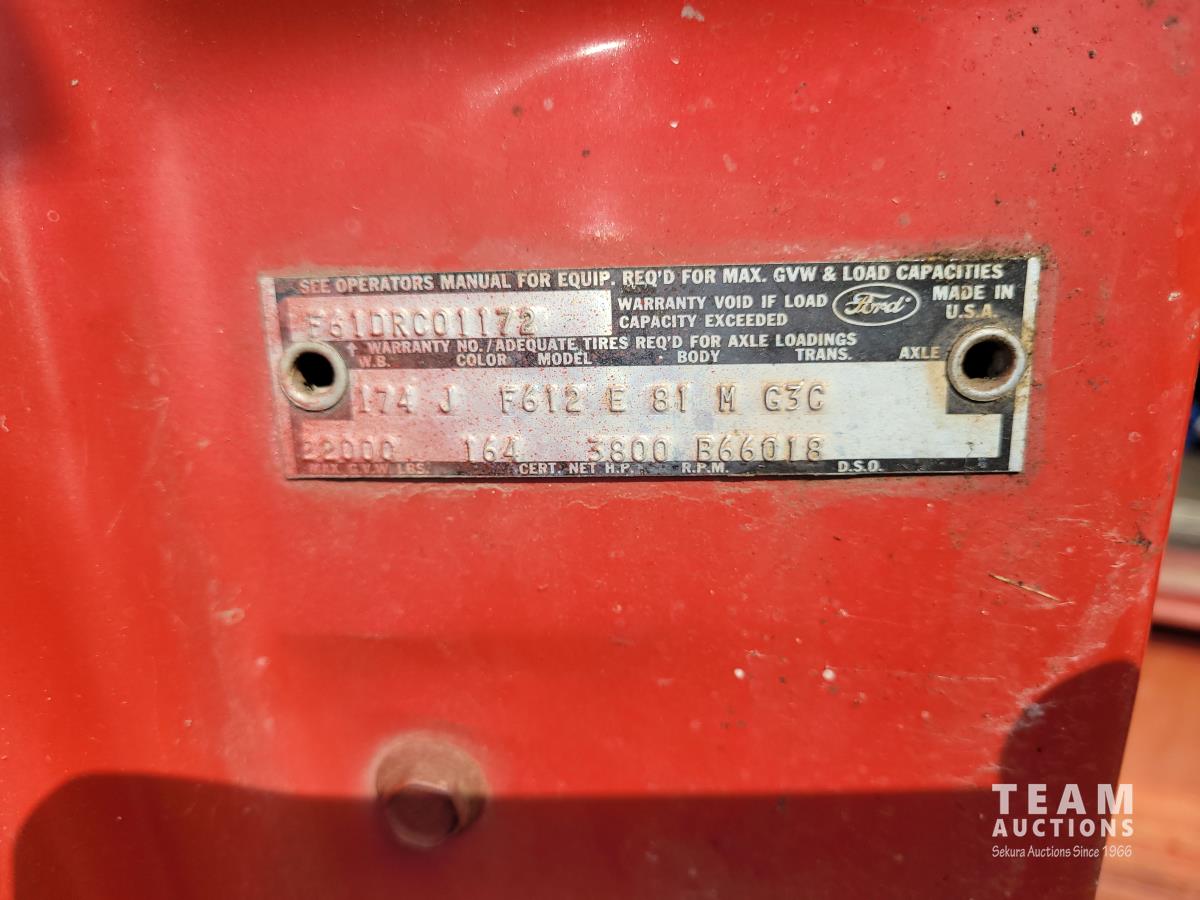 SEE OPERATORS MANUAL FOR EQUIP. REQ'D FOR MAX. GVW & LOAD CAPACITIES
F61DRC01172
WARRANTY VOID IF LOAD
CAPACITY EXCEEDED
Ford
MADE IN
U.S.A.
↑ WARRANTY NO./ADEQUATE TIRES REQ'D FOR AXLE LOADINGS
W.B. COLOR MODEL BODY TRANS. AXLE
174 J F612 E 81 M G3C
22000 164 3800 B66018
MAX. G.V.W. LBS. CERT. NET H.P. R.P.M. D.S.O.
TEAM
AUCTIONS
Sekura Auctions Since 1966